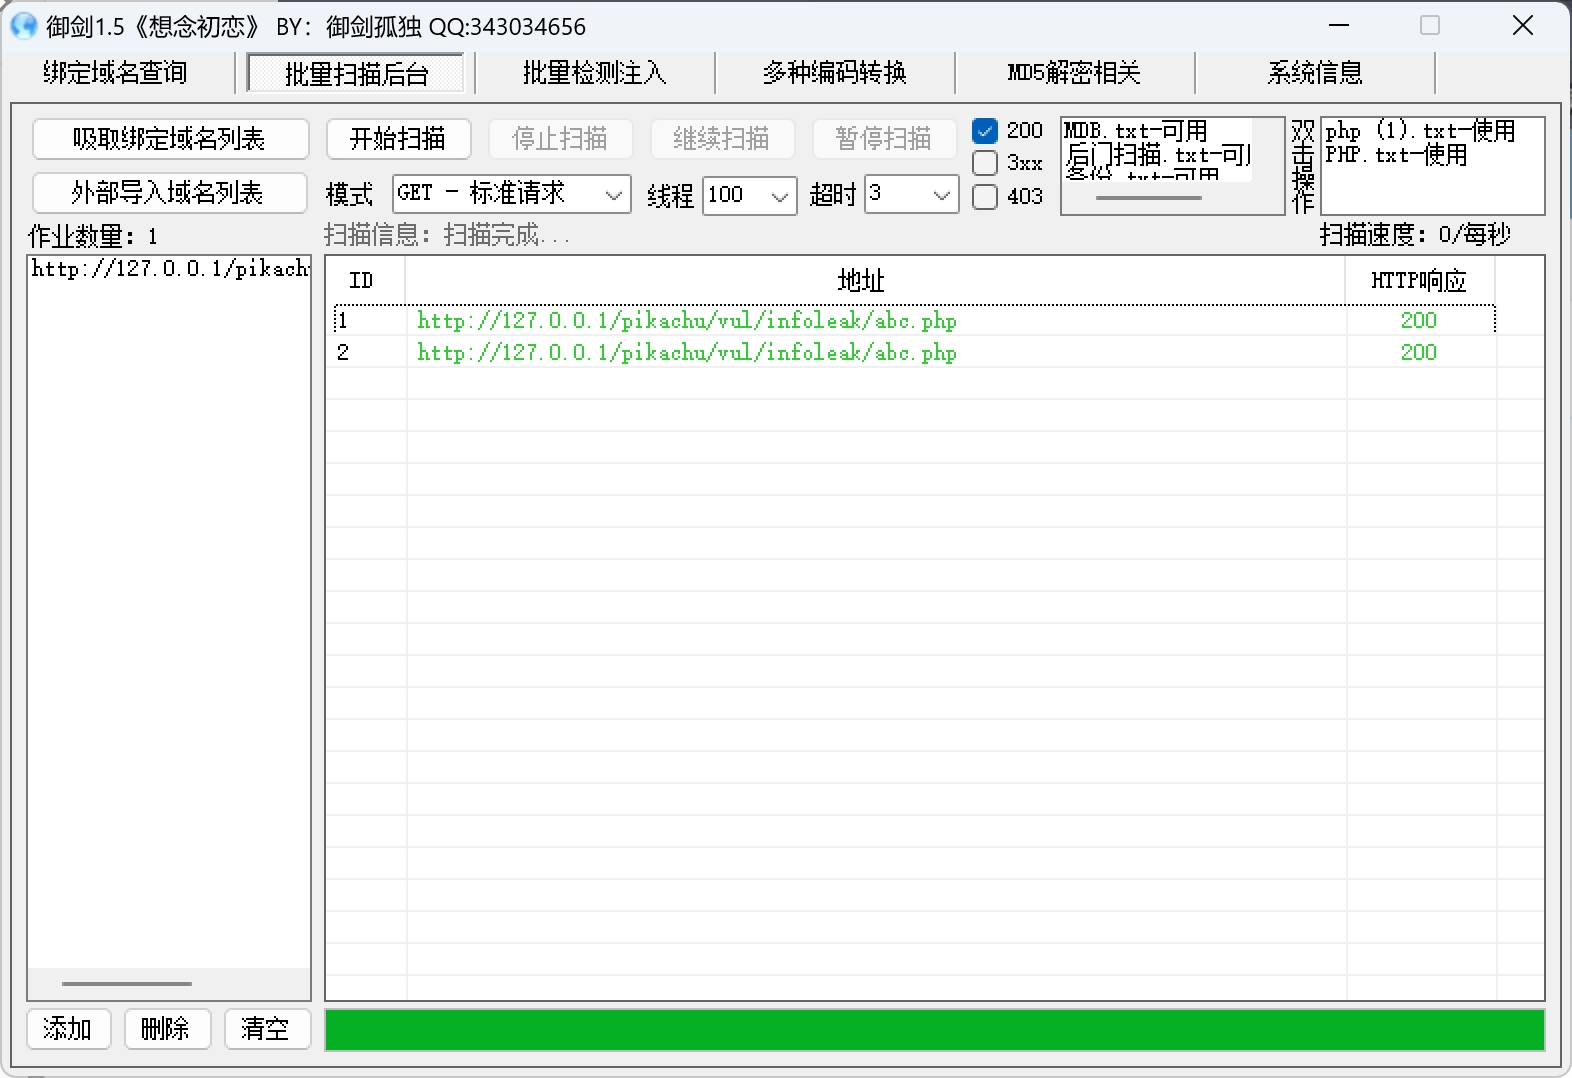 御剑1.5《想念初恋》 BY：御剑孤独 QQ:343034656
绑定域名查询 批量扫描后台 批量检测注入 多种编码转换 MD5解密相关 系统信息
吸取绑定域名列表 开始扫描 停止扫描 继续扫描 暂停扫描
外部导入域名列表 模式 GET - 标准请求 线程 100 超时 3
200
3xx
403
MDB.txt-可用
后门扫描.txt-可
备份.txt-可用
双击操作
php (1).txt-使用
PHP.txt-使用
作业数量：1
扫描信息：扫描完成...
扫描速度：0/每秒
http://127.0.0.1/pikach
ID 地址 HTTP响应
1 http://127.0.0.1/pikachu/vul/infoleak/abc.php 200
2 http://127.0.0.1/pikachu/vul/infoleak/abc.php 200
添加 删除 清空